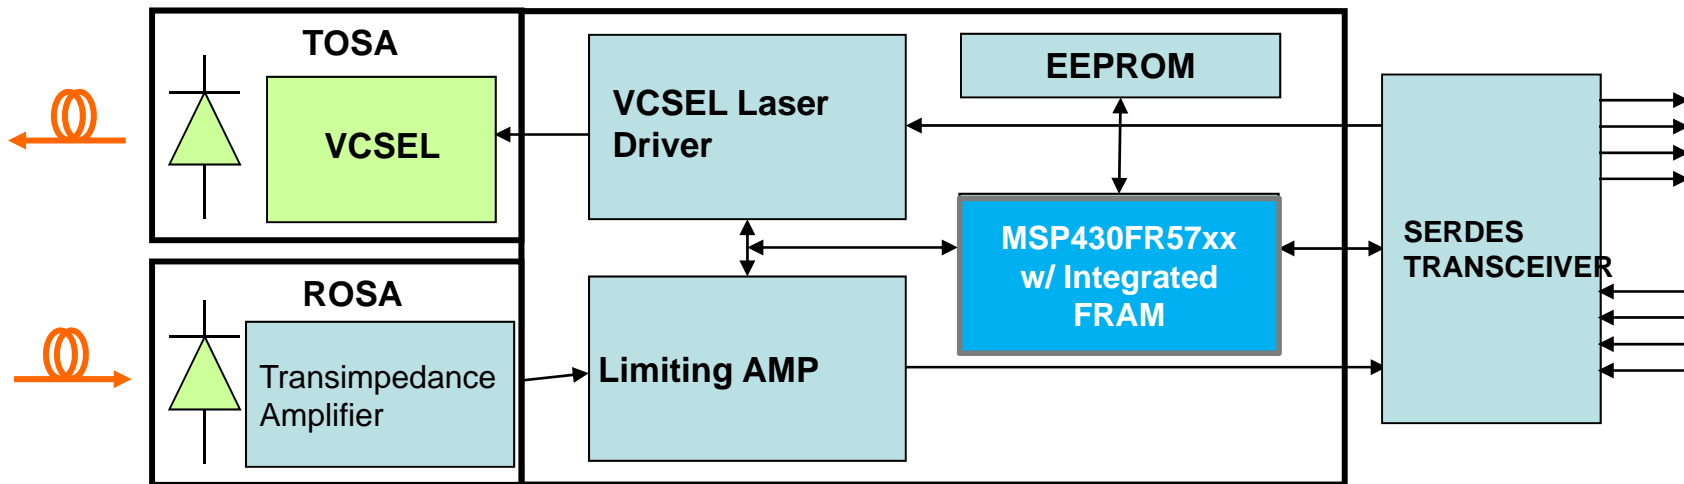 TOSA
VCSEL
VCSEL Laser
Driver
EEPROM
MSP430FR57xx
w/ Integrated
FRAM
SERDES
TRANSCEIVER
ROSA
Transimpedance
Amplifier
Limiting AMP